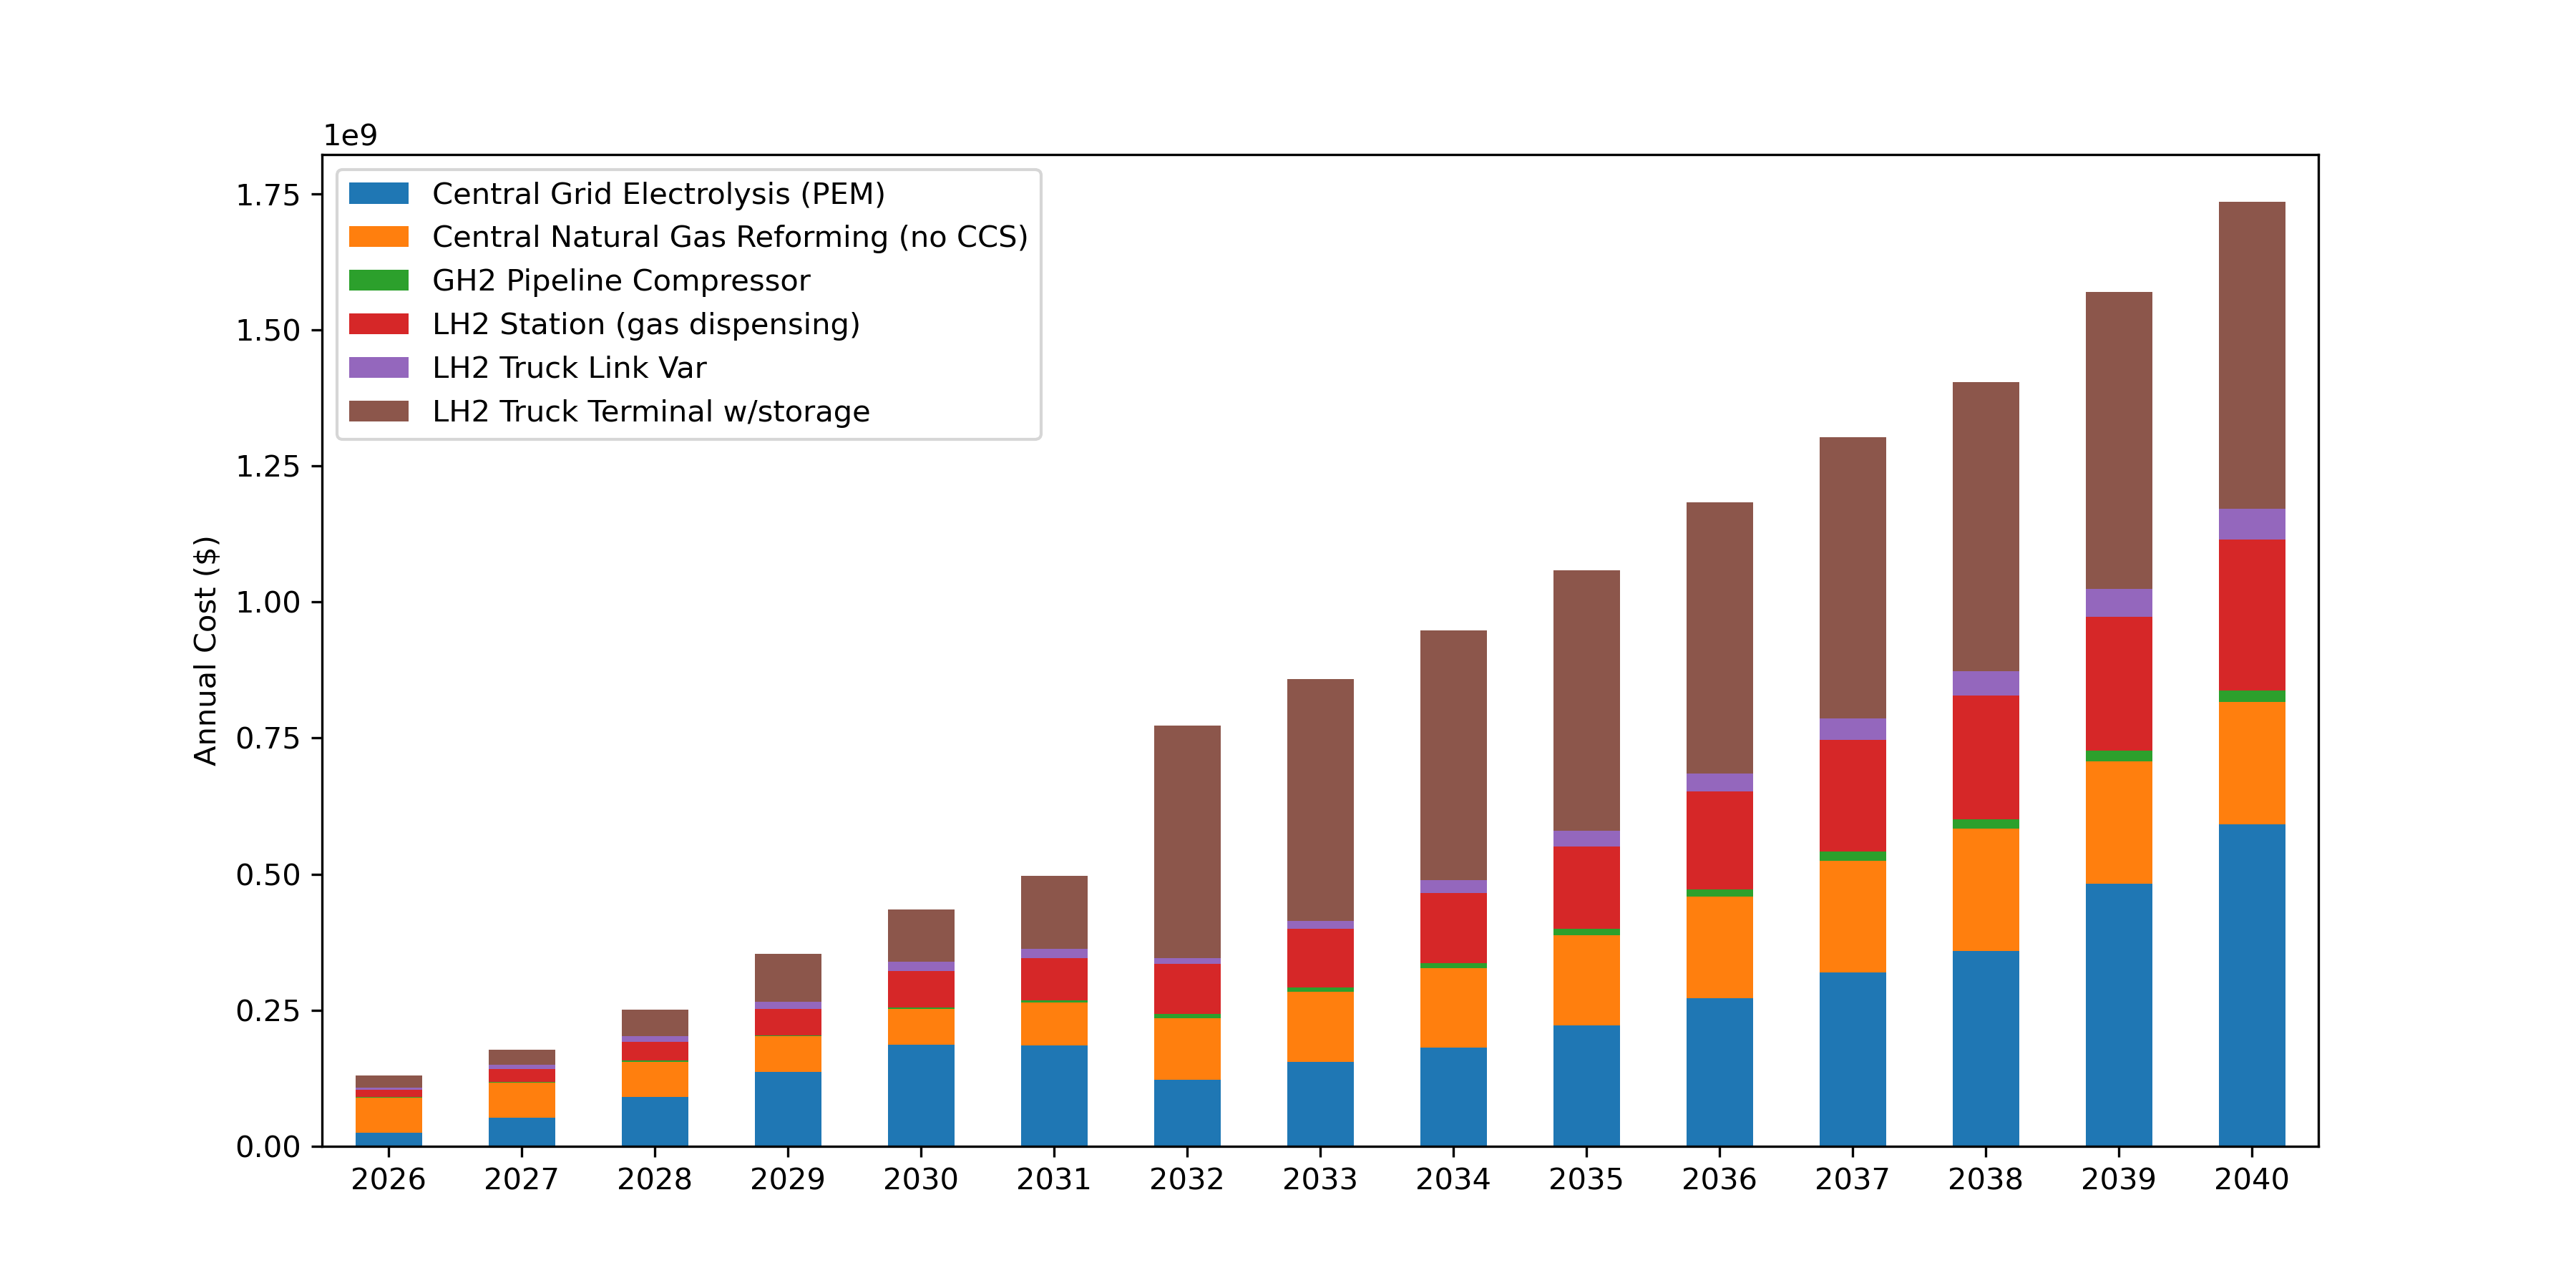 1e9
1.75
1.50
1.25
1.00
0.75
0.50
0.25
0.00
Annual Cost ($)
Central Grid Electrolysis (PEM)
Central Natural Gas Reforming (no CCS)
GH2 Pipeline Compressor
LH2 Station (gas dispensing)
LH2 Truck Link Var
LH2 Truck Terminal w/storage
2026 2027 2028 2029 2030 2031 2032 2033 2034 2035 2036 2037 2038 2039 2040